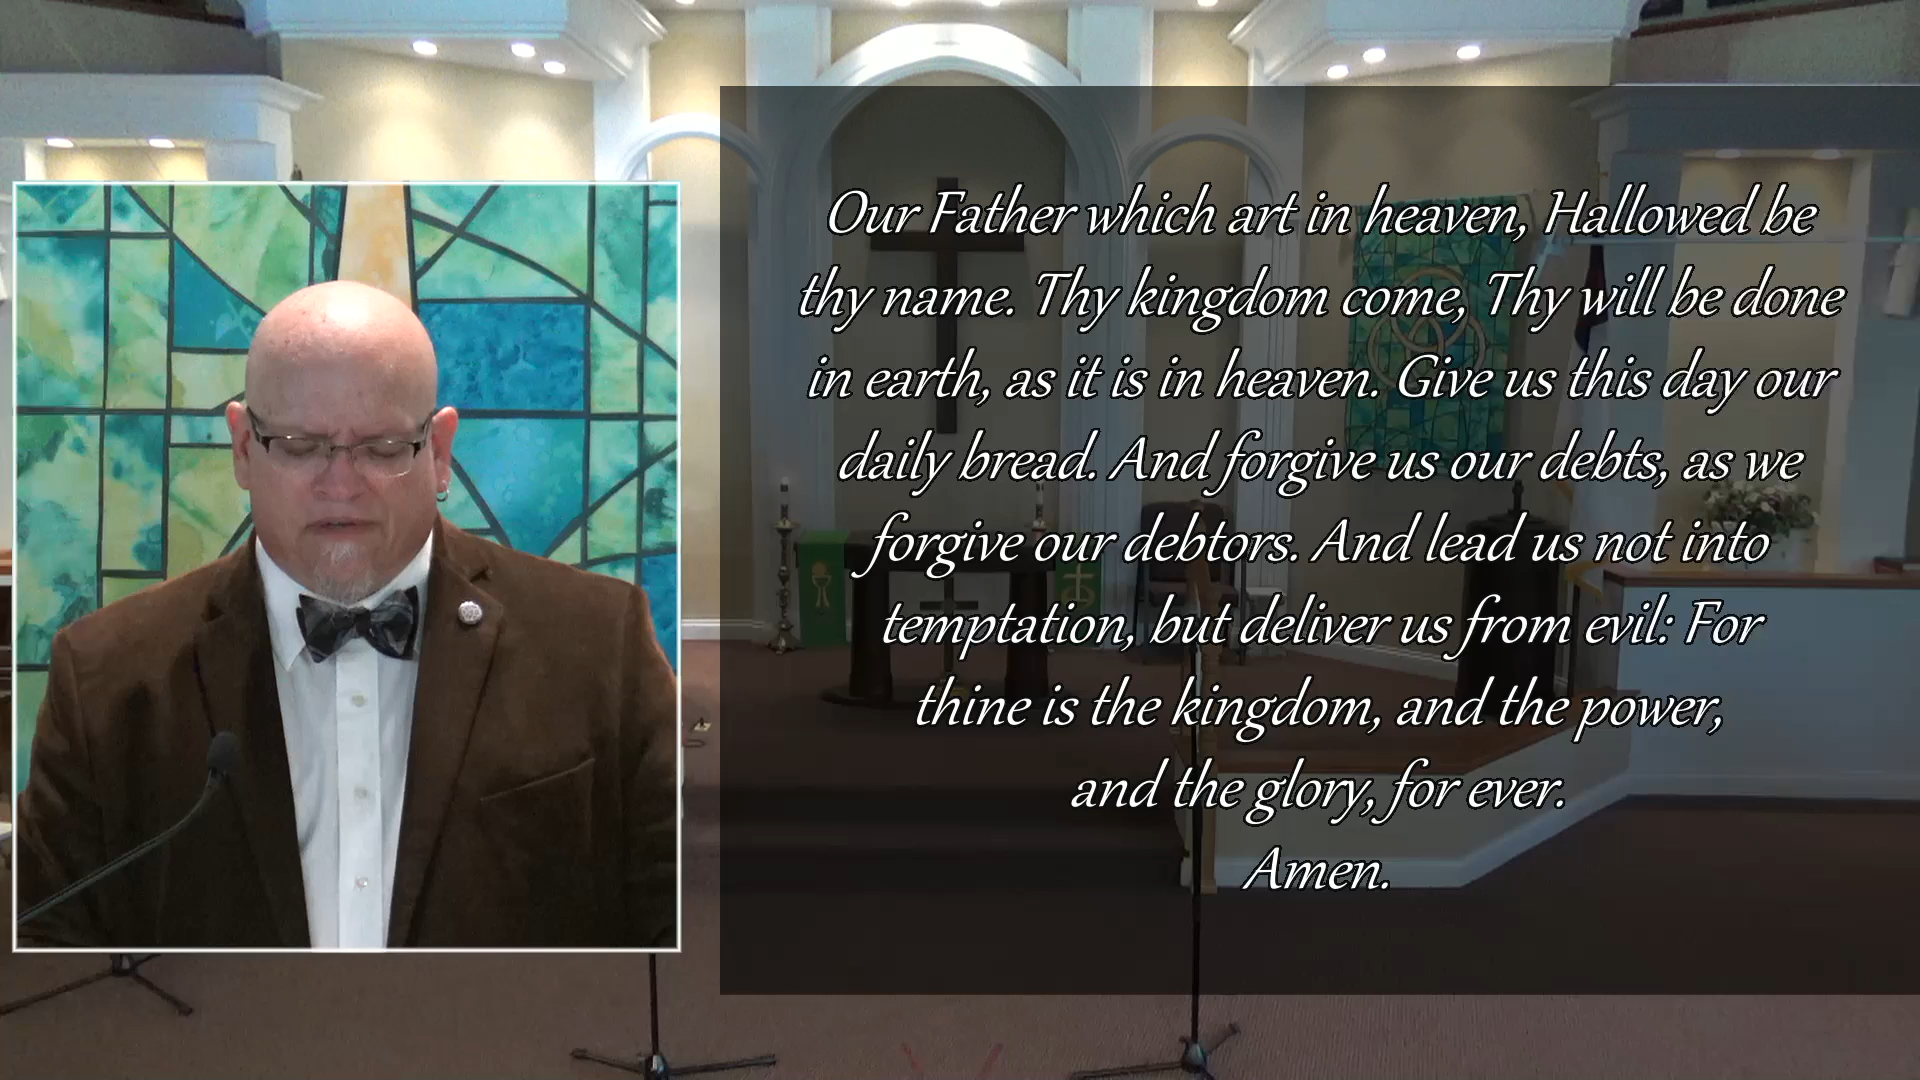 Our Father which art in heaven, Hallowed be
thy name. Thy kingdom come, Thy will be done
in earth, as it is in heaven. Give us this day our
daily bread. And forgive us our debts, as we
forgive our debtors. And lead us not into
temptation, but deliver us from evil: For
thine is the kingdom, and the power,
and the glory, for ever.
Amen.